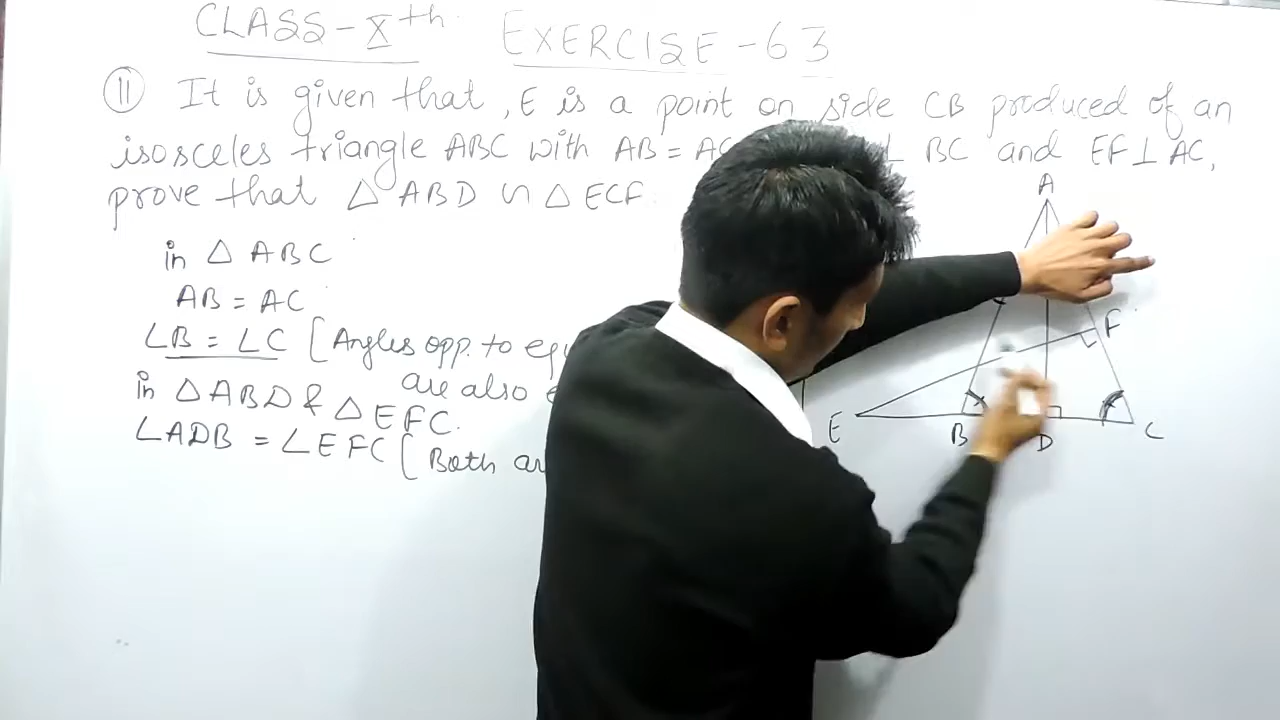 CLASS-Xth EXERCISE-63
⑪ It is given that, E is a point on side CB produced of an
isosceles triangle ABC with AB = AC BC and EF⊥AC,
prove that △ ABD ∽ △ ECF.
in △ ABC
AB = AC
∠B = ∠C [Angles opp. to
are also
in △ABD & △EFC.
∠ADB = ∠EFC [Both
A
F
E
B
D
C